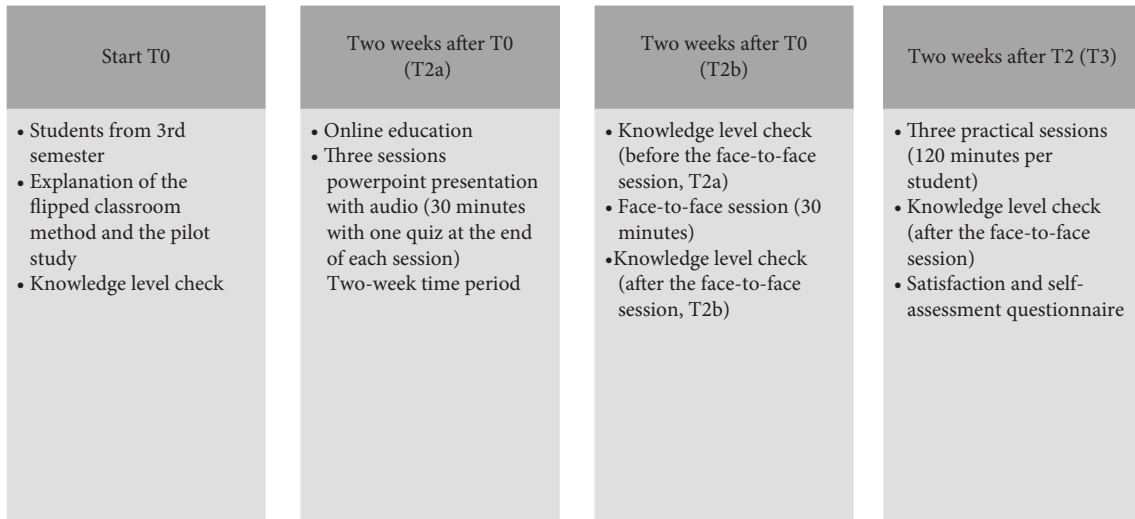 Start T0
• Students from 3rd
semester
• Explanation of the
flipped classroom
method and the pilot
study
• Knowledge level check
Two weeks after T0
(T2a)
• Online education
• Three sessions
powerpoint presentation
with audio (30 minutes
with one quiz at the end
of each session)
Two-week time period
Two weeks after T0
(T2b)
• Knowledge level check
(before the face-to-face
session, T2a)
• Face-to-face session (30
minutes)
•Knowledge level check
(after the face-to-face
session, T2b)
Two weeks after T2 (T3)
• Three practical sessions
(120 minutes per
student)
• Knowledge level check
(after the face-to-face
session)
• Satisfaction and self-
assessment questionnaire